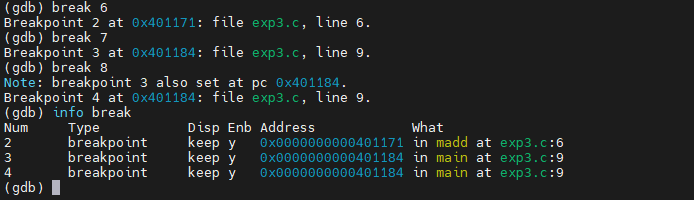 (gdb) break 6
Breakpoint 2 at 0x401171: file exp3.c, line 6.
(gdb) break 7
Breakpoint 3 at 0x401184: file exp3.c, line 9.
(gdb) break 8
Note: breakpoint 3 also set at pc 0x401184.
Breakpoint 4 at 0x401184: file exp3.c, line 9.
(gdb) info break
Num     Type           Disp Enb Address            What
2       breakpoint     keep y   0x0000000000401171 in madd at exp3.c:6
3       breakpoint     keep y   0x0000000000401184 in main at exp3.c:9
4       breakpoint     keep y   0x0000000000401184 in main at exp3.c:9
(gdb)